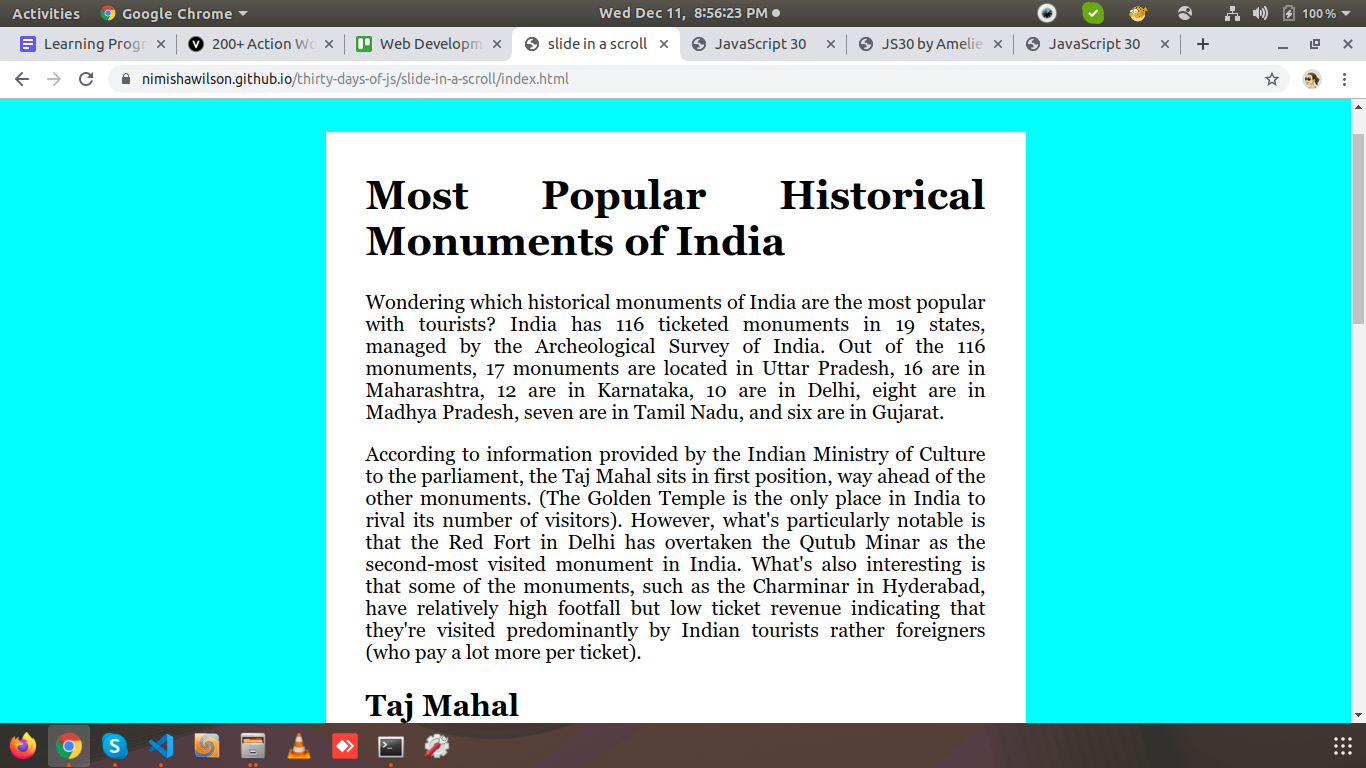 Activities Google Chrome Wed Dec 11, 8:56:23 PM 100 %
Learning Progr 200+ Action Wo Web Developm slide in a scroll JavaScript 30 JS30 by Amelie JavaScript 30
nimishawilson.github.io/thirty-days-of-js/slide-in-a-scroll/index.html
Most Popular Historical
Monuments of India
Wondering which historical monuments of India are the most popular
with tourists? India has 116 ticketed monuments in 19 states,
managed by the Archeological Survey of India. Out of the 116
monuments, 17 monuments are located in Uttar Pradesh, 16 are in
Maharashtra, 12 are in Karnataka, 10 are in Delhi, eight are in
Madhya Pradesh, seven are in Tamil Nadu, and six are in Gujarat.
According to information provided by the Indian Ministry of Culture
to the parliament, the Taj Mahal sits in first position, way ahead of the
other monuments. (The Golden Temple is the only place in India to
rival its number of visitors). However, what's particularly notable is
that the Red Fort in Delhi has overtaken the Qutub Minar as the
second-most visited monument in India. What's also interesting is
that some of the monuments, such as the Charminar in Hyderabad,
have relatively high footfall but low ticket revenue indicating that
they're visited predominantly by Indian tourists rather foreigners
(who pay a lot more per ticket).
Taj Mahal